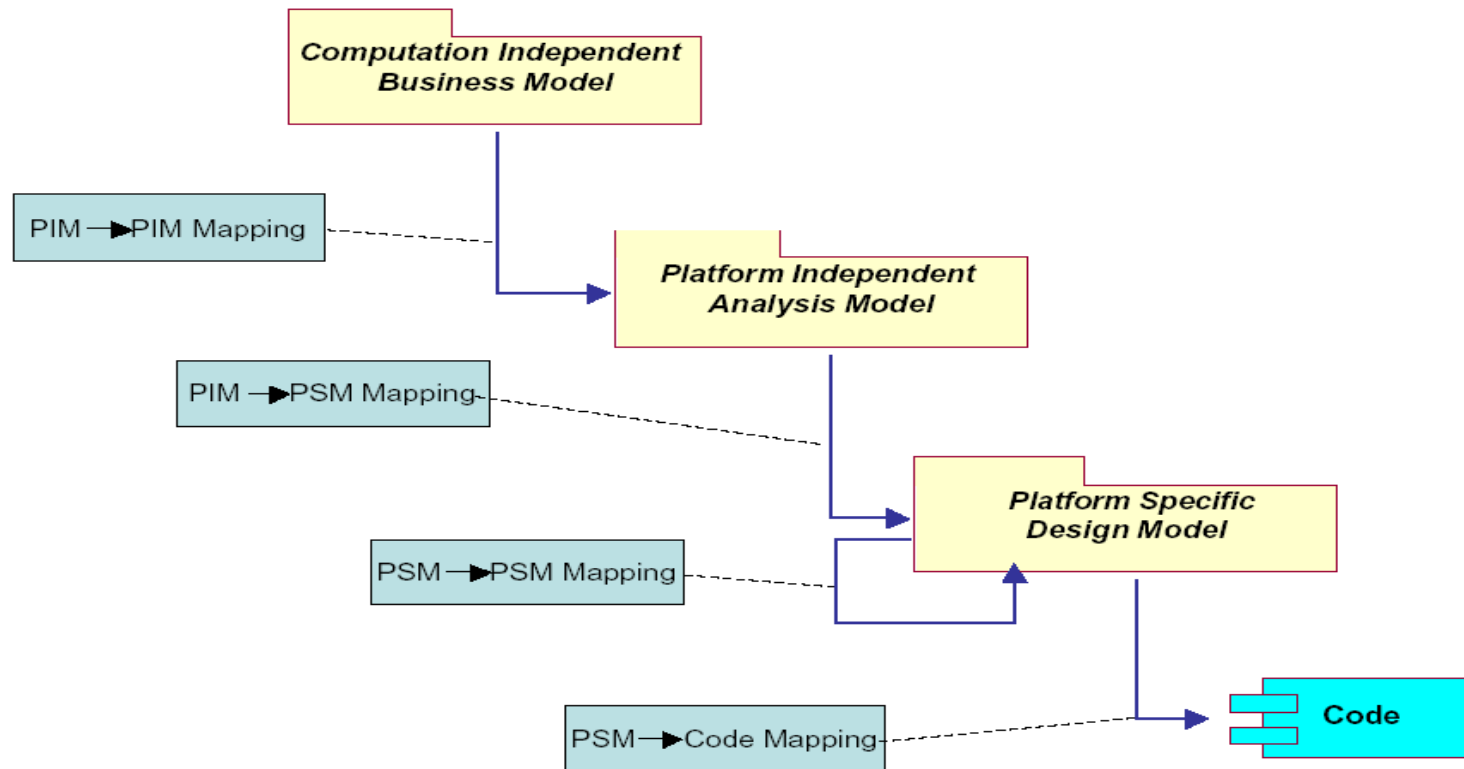 Computation Independent
Business Model
PIM → PIM Mapping
Platform Independent
Analysis Model
PIM → PSM Mapping
Platform Specific
Design Model
PSM → PSM Mapping
Code
PSM → Code Mapping